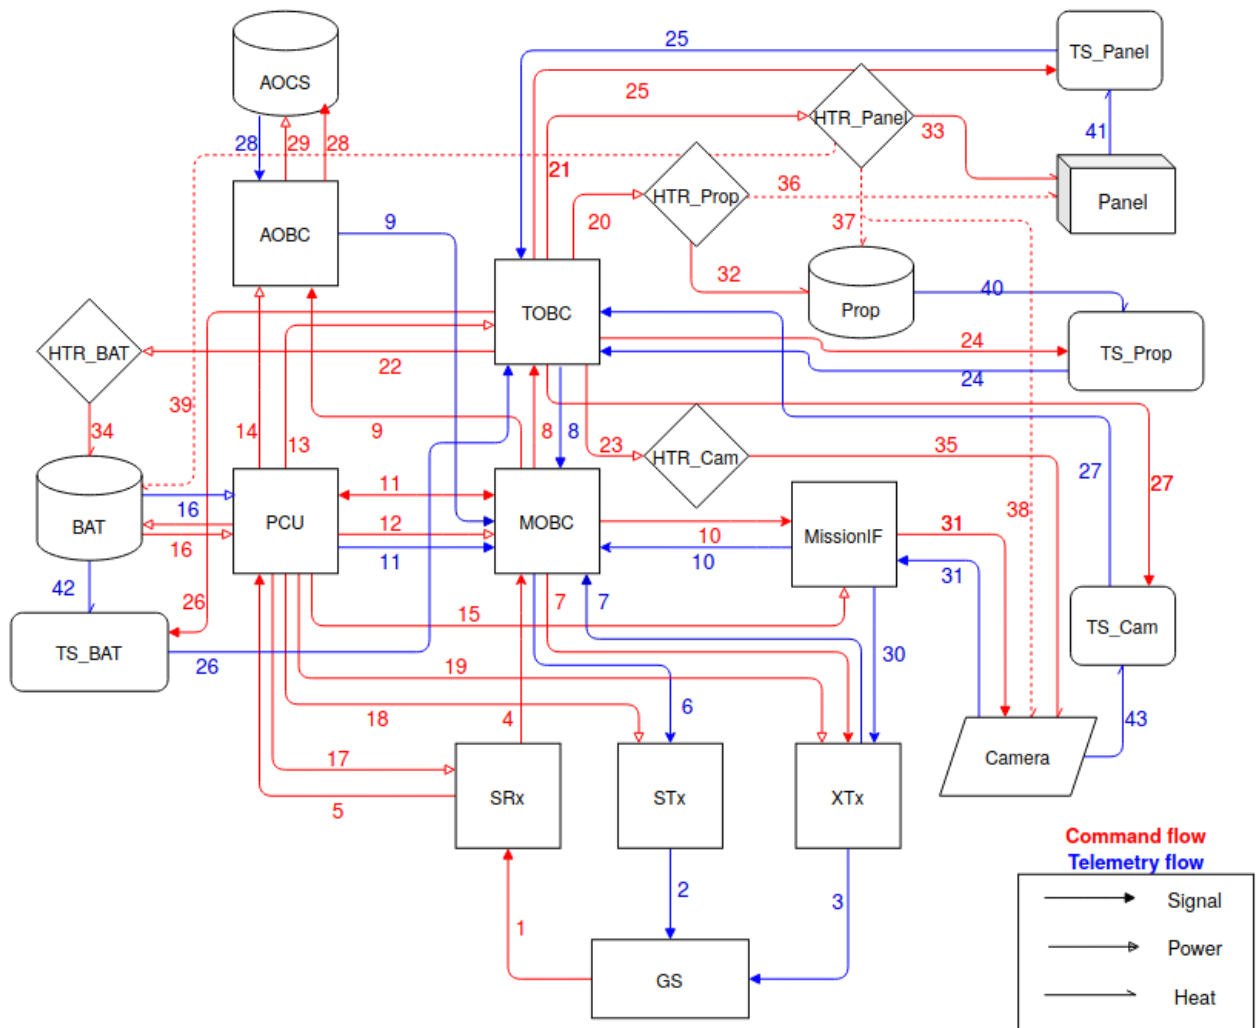 25
TS_Panel
AOCS
25
HTR_Panel
33
41
28
29
28
21
HTR_Prop
36
Panel
20
9
37
AOBC
32
40
Prop
TOBC
HTR_BAT
24
TS_Prop
22
24
39
34
14
13
9
8
8
23
HTR_Cam
35
11
27
27
16
BAT
PCU
12
MOBC
10
MissionIF
31
38
16
11
10
31
42
26
15
7
7
TS_Cam
TS_BAT
26
19
30
18
4
6
43
17
Camera
5
SRx
STx
XTx
Command flow
Telemetry flow
2
3
Signal
1
Power
GS
Heat